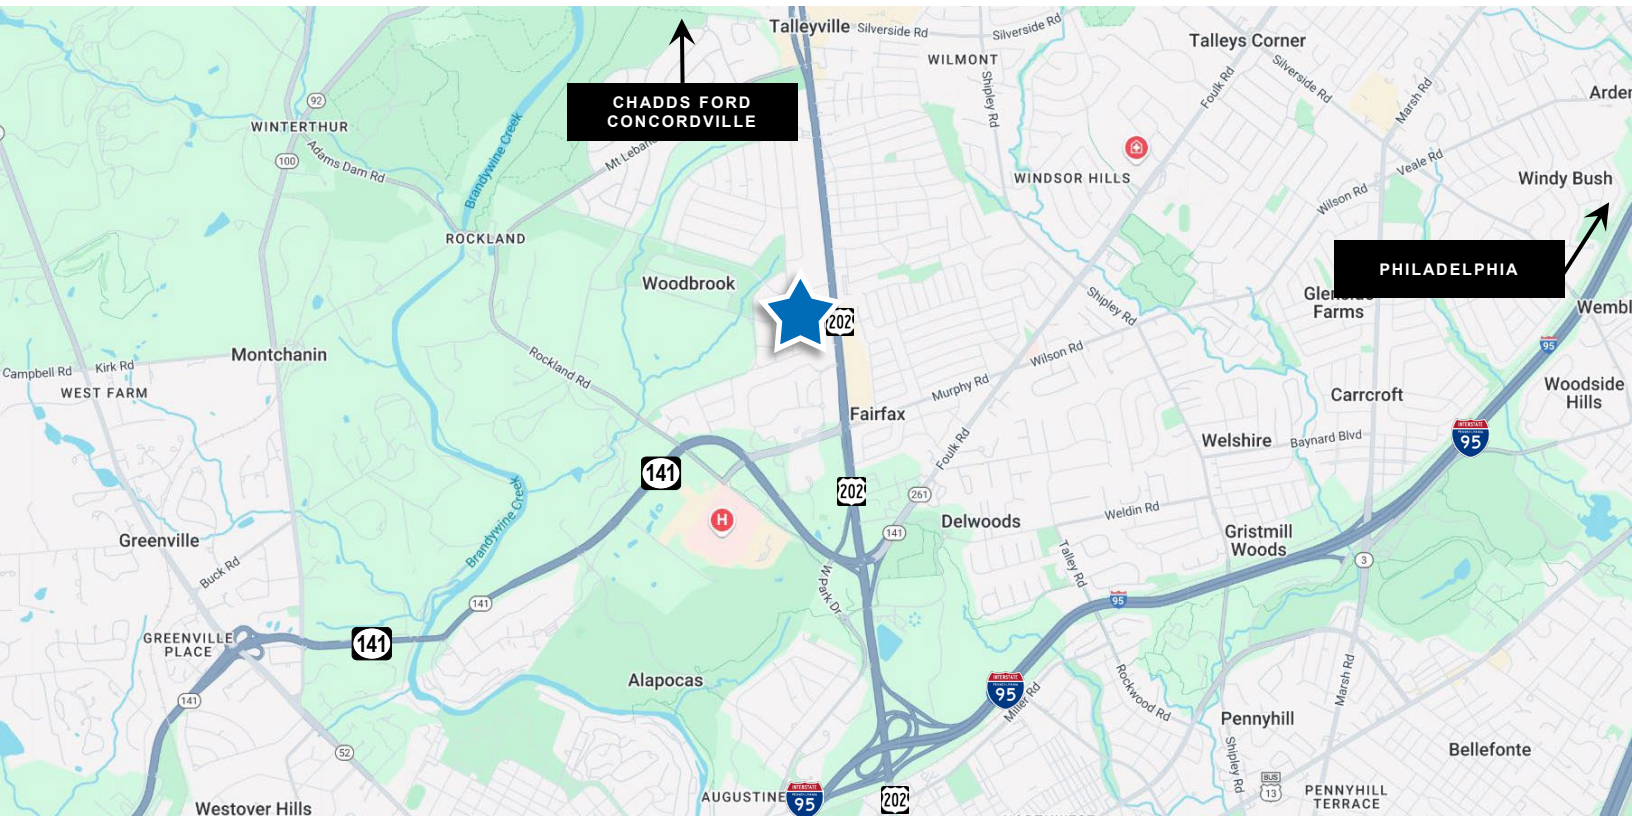 Talleyville
Silverside Rd
Silverside Rd
Talleys Corner
WILMONT
Silverside Rd
Shipley Rd
Foulk Rd
Marsh Rd
CHADDS FORD
CONCORDVILLE
92
WINTERTHUR
Brandywine Creek
100
Adams Dam Rd
Veale Rd
WINDSOR HILLS
Windy Bush
Wilson Rd
ROCKLAND
PHILADELPHIA
Woodbrook
Shipley Rd
Farms
202
95
Montchanin
Rockland Rd
Wilson Rd
Campbell Rd
Kirk Rd
WEST FARM
Murphy Rd
Carrcroft
Woodside
Hills
Fairfax
Foulk Rd
Welshire
Baynard Blvd
INTERSTATE
95
141
H
202
261
Brandywine Creek
Delwoods
Weldin Rd
141
Gristmill
Woods
Greenville
Buck Rd
Talley Rd
3
W Park Dr
141
95
GREENVILLE
PLACE
141
Alapocas
INTERSTATE
95
Miller Rd
Rockwood Rd
Marsh Rd
141
Pennyhill
52
Shipley Rd
Bellefonte
BUS
13
PENNYHILL
TERRACE
AUGUSTINE
INTERSTATE
95
202
Westover Hills